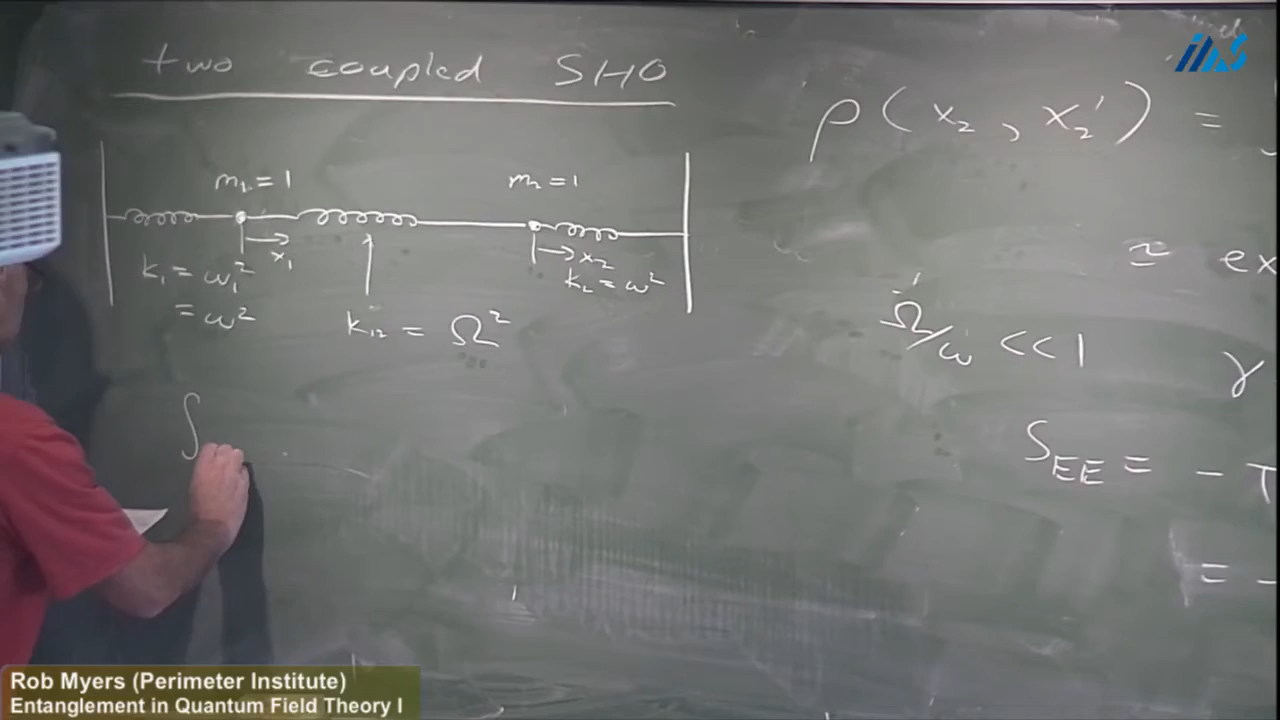 two coupled SHO
m₁ = 1
m₂ = 1
x₁
x₂
k₁ = ω₁²
= ω²
k₂ = ω²
k₁₂ = Ω²
∫
ρ(x₂, x₂') =
≈ ex
Ω/ω << 1
γ
S_EE = - T
= -
Rob Myers (Perimeter Institute)
Entanglement in Quantum Field Theory I